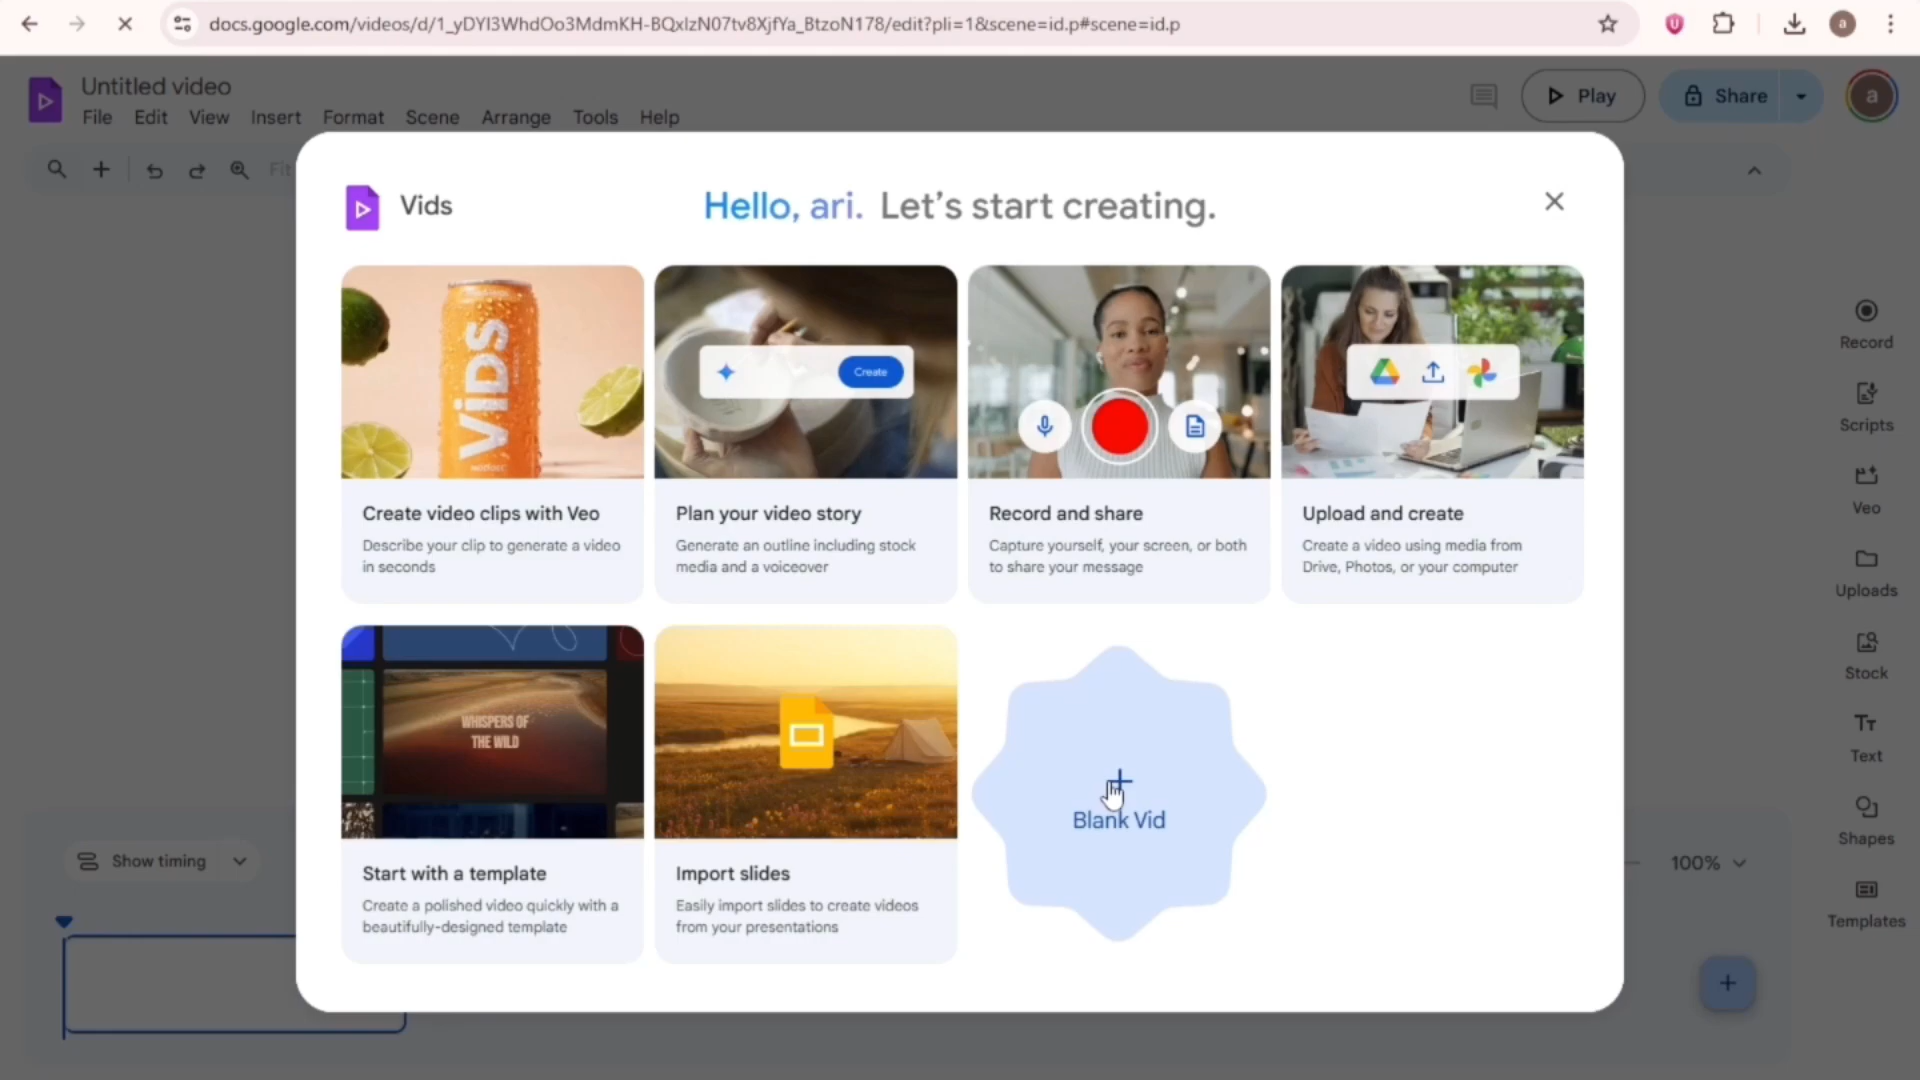 docs.google.com/videos/d/1_yDYI3WhdOo3MdmKH-BQxIzN07tv8XjfYa_BtzoN178/edit?pli=1&scene=id.p#scene=id.p
a
Untitled video
File Edit View Insert Format Scene Arrange Tools Help
Play
Share
a
Fit
Vids
Hello, ari. Let's start creating.
VIDS
Create
Create video clips with Veo
Describe your clip to generate a video
in seconds
Plan your video story
Generate an outline including stock
media and a voiceover
Record and share
Capture yourself, your screen, or both
to share your message
Upload and create
Create a video using media from
Drive, Photos, or your computer
WHISPERS OF
THE WILD
Start with a template
Create a polished video quickly with a
beautifully-designed template
Import slides
Easily import slides to create videos
from your presentations
Blank Vid
Record
Scripts
Veo
Uploads
Stock
Text
Shapes
Templates
Show timing
100%